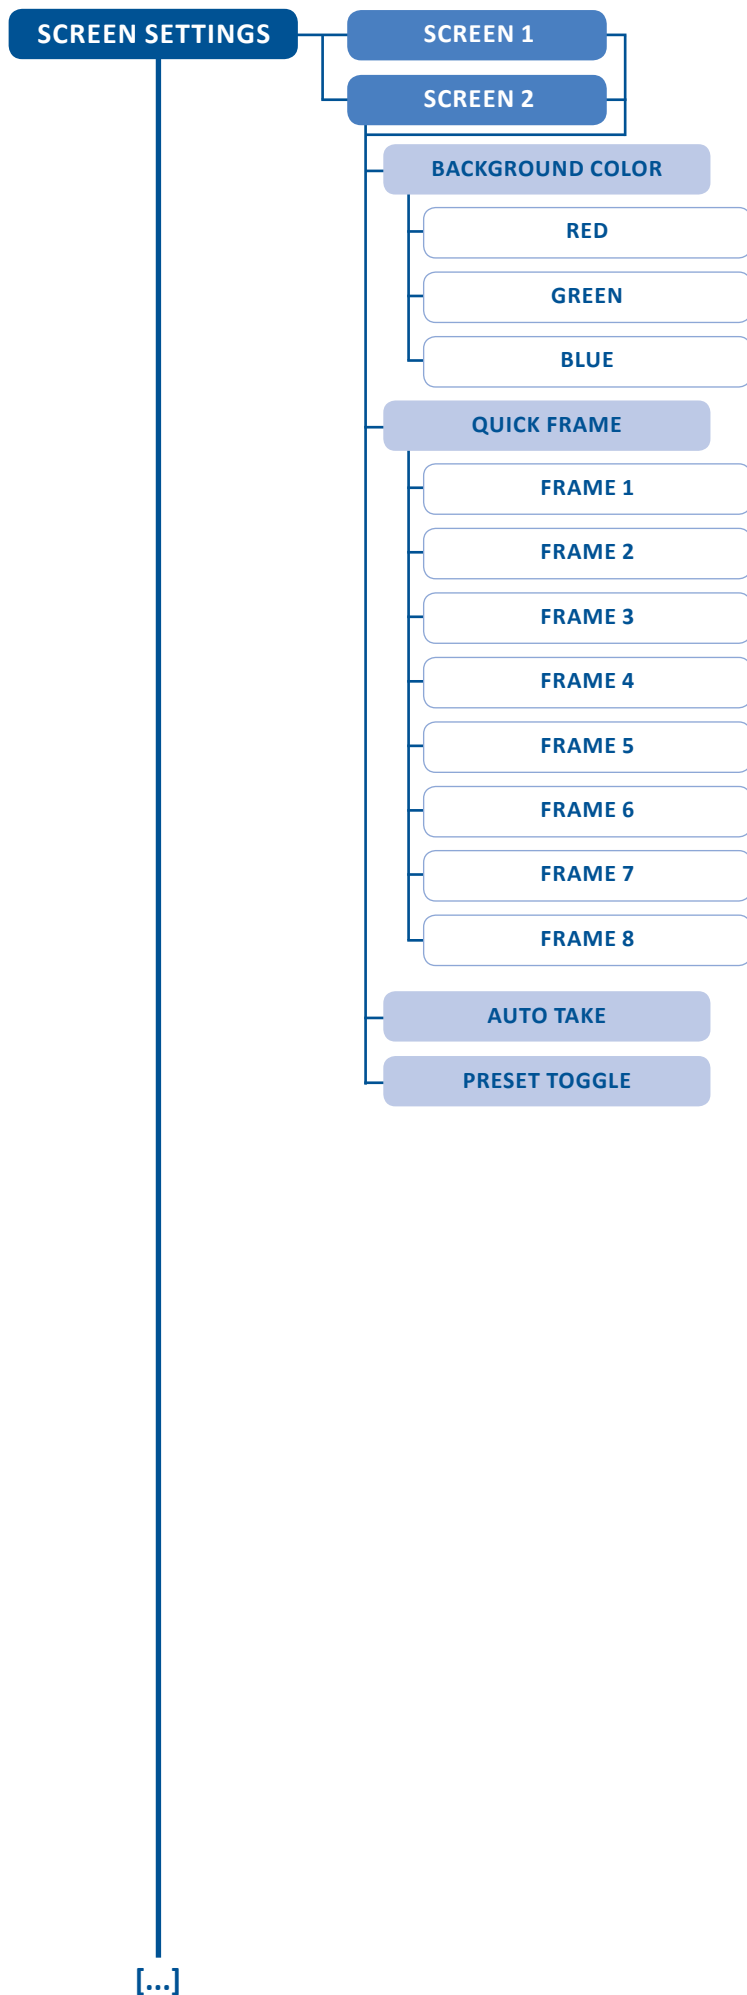 SCREEN SETTINGS
SCREEN 1
SCREEN 2
BACKGROUND COLOR
RED
GREEN
BLUE
QUICK FRAME
FRAME 1
FRAME 2
FRAME 3
FRAME 4
FRAME 5
FRAME 6
FRAME 7
FRAME 8
AUTO TAKE
PRESET TOGGLE
[...]